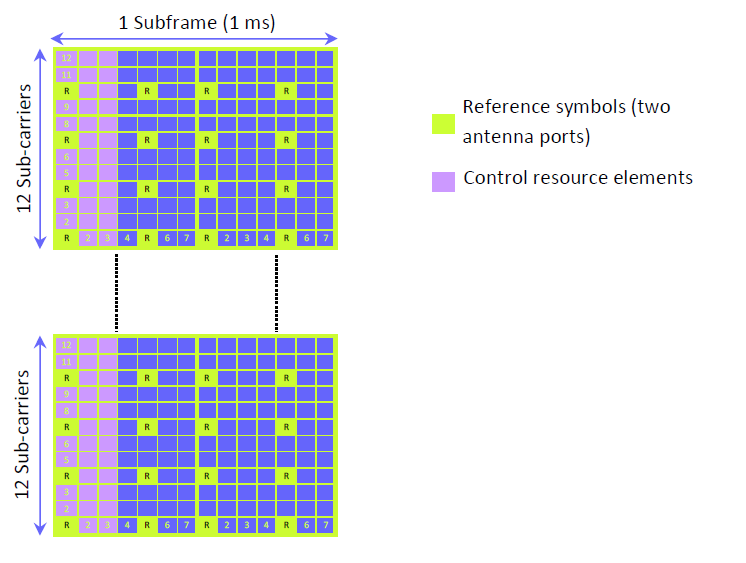 1 Subframe (1 ms)
12 Sub-carriers
12
11
R R R R
9
8
R R R R
6
5
R R R R
3
2
R 2 3 4 R 6 7 R 2 3 4 R 6 7
Reference symbols (two
antenna ports)
Control resource elements
12 Sub-carriers
12
11
R R R R
9
8
R R R R
6
5
R R R R
3
2
R 2 3 4 R 6 7 R 2 3 4 R 6 7